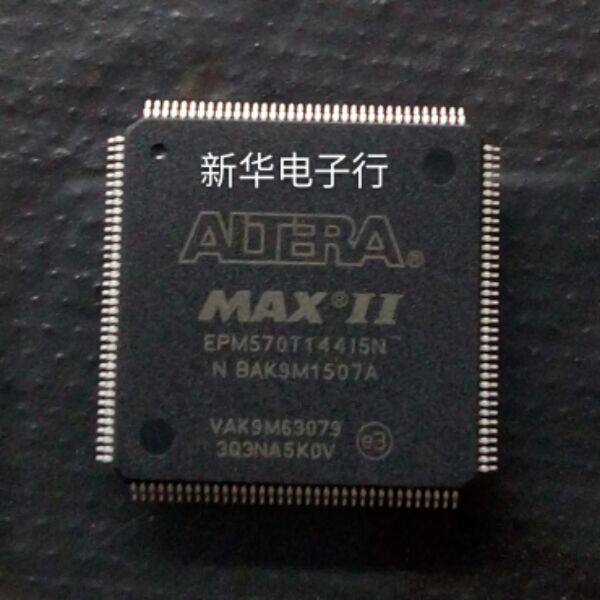 新华电子行
ALTERA®
MAX® II
EPM570T144I5N
N BAK9M1507A
VAK9M63079
3Q3NA5K0V e3